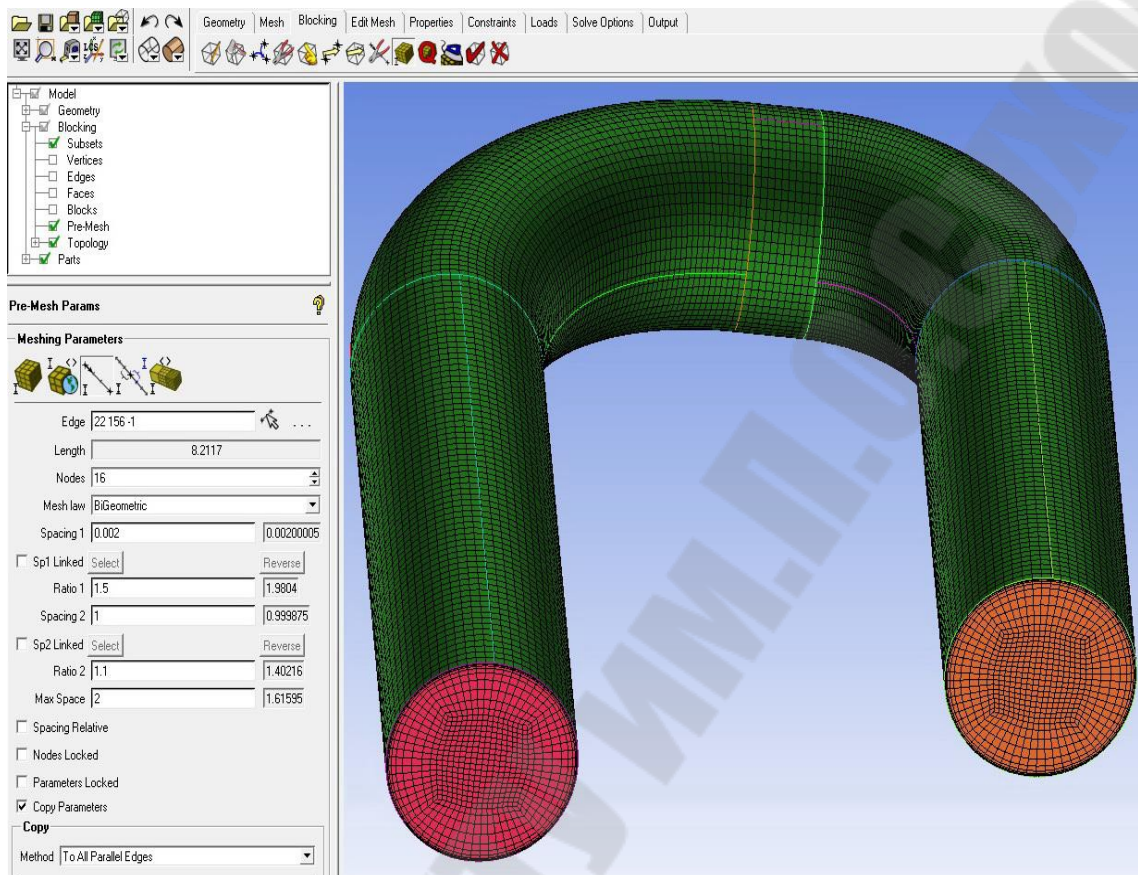 Geometry Mesh Blocking Edit Mesh Properties Constraints Loads Solve Options Output
LCS
Model
Geometry
Blocking
Subsets
Vertices
Edges
Faces
Blocks
Pre-Mesh
Topology
Parts
Pre-Mesh Params
Meshing Parameters
Edge 22 156 -1 ...
Length 8.2117
Nodes 16
Mesh law BiGeometric
Spacing 1 0.002 0.00200005
Sp1 Linked Select Reverse
Ratio 1 1.5 1.9804
Spacing 2 1 0.999875
Sp2 Linked Select Reverse
Ratio 2 1.1 1.40216
Max Space 2 1.61595
Spacing Relative
Nodes Locked
Parameters Locked
Copy Parameters
Copy
Method To All Parallel Edges
им.П.О.Сухо